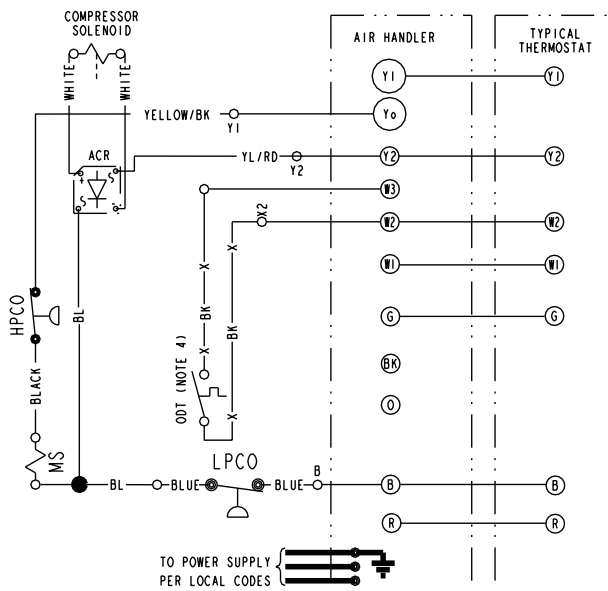 COMPRESSOR
SOLENOID
AIR HANDLER
TYPICAL
THERMOSTAT
WHITE
WHITE
Y1
Y1
YELLOW/BK
Y1
Yo
ACR
YL/RD
Y2
Y2
Y2
W3
X2
W2
W2
X
X
W1
W1
HPCO
BL
BK
BK
G
G
X
BK
ODT (NOTE 4)
BLACK
O
X
MS
LPCO
BL
BLUE
BLUE
B
B
B
R
R
TO POWER SUPPLY
PER LOCAL CODES